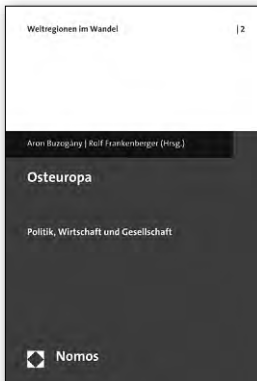 Weltregionen im Wandel | 2
Aron Buzogány | Rolf Frankenberger (Hrsg.)
Osteuropa
Politik, Wirtschaft und Gesellschaft
Nomos